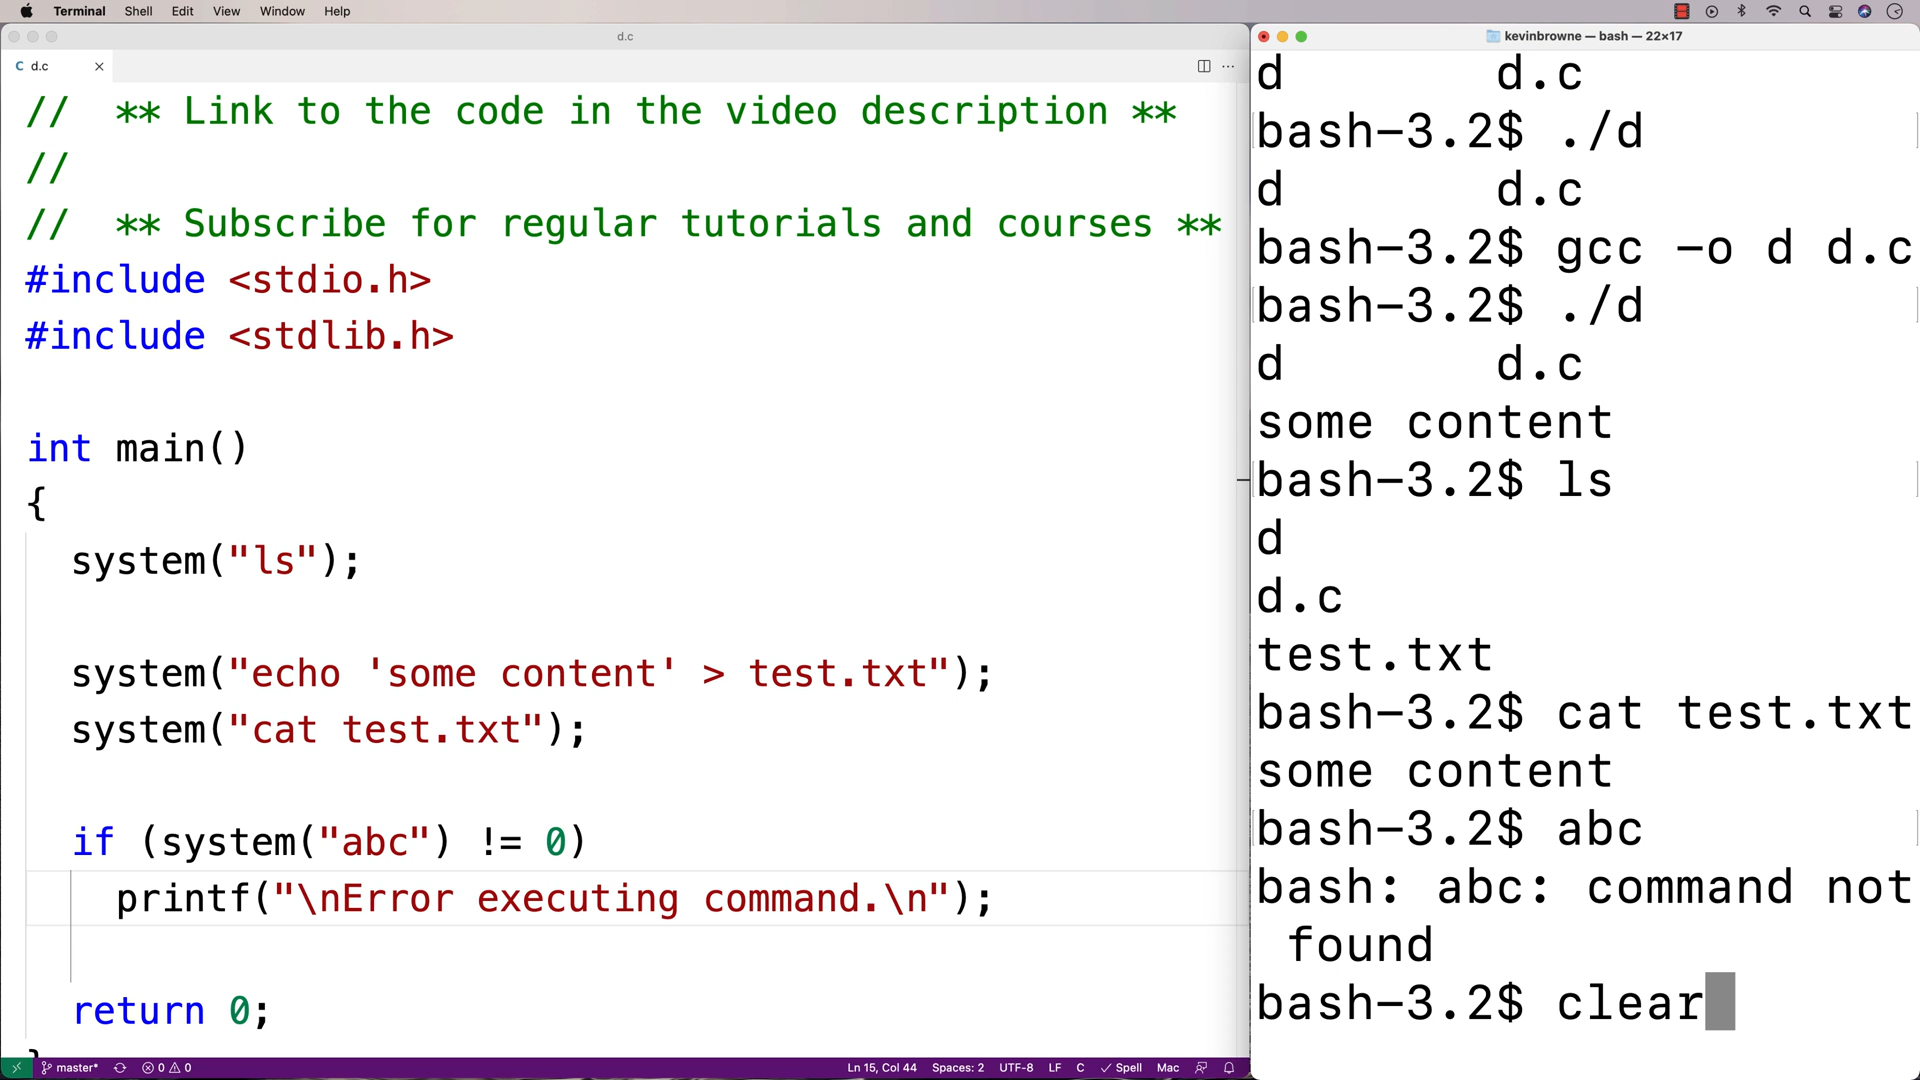 Terminal Shell Edit View Window Help
d.c
C d.c
// ** Link to the code in the video description **
//
// ** Subscribe for regular tutorials and courses **
#include <stdio.h>
#include <stdlib.h>
int main()
{
system("ls");
system("echo 'some content' > test.txt");
system("cat test.txt");
if (system("abc") != 0)
printf("\nError executing command.\n");
return 0;
master* 0 0 Ln 15, Col 44 Spaces: 2 UTF-8 LF C Spell Mac
kevinbrowne — bash — 22×17
d d.c
bash-3.2$ ./d
d d.c
bash-3.2$ gcc -o d d.c
bash-3.2$ ./d
d d.c
some content
bash-3.2$ ls
d
d.c
test.txt
bash-3.2$ cat test.txt
some content
bash-3.2$ abc
bash: abc: command not
found
bash-3.2$ clear